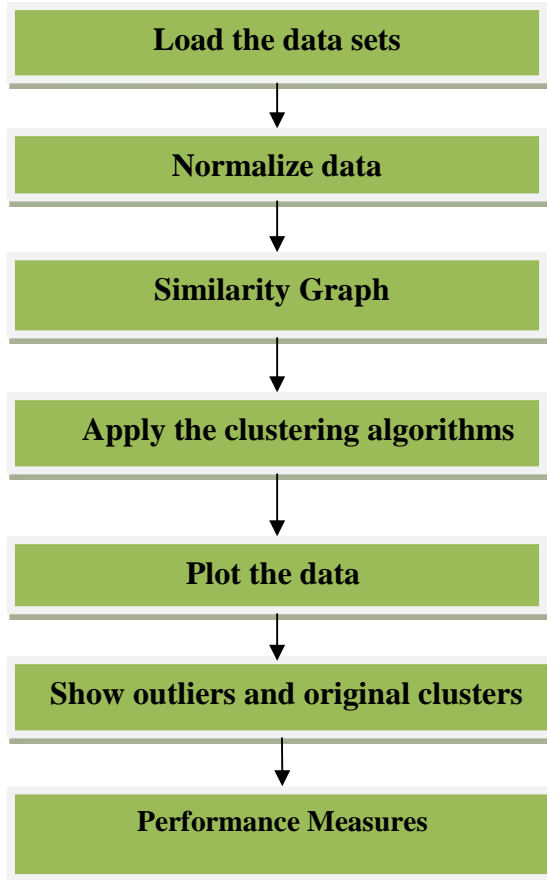 Load the data sets
Normalize data
Similarity Graph
Apply the clustering algorithms
Plot the data
Show outliers and original clusters
Performance Measures